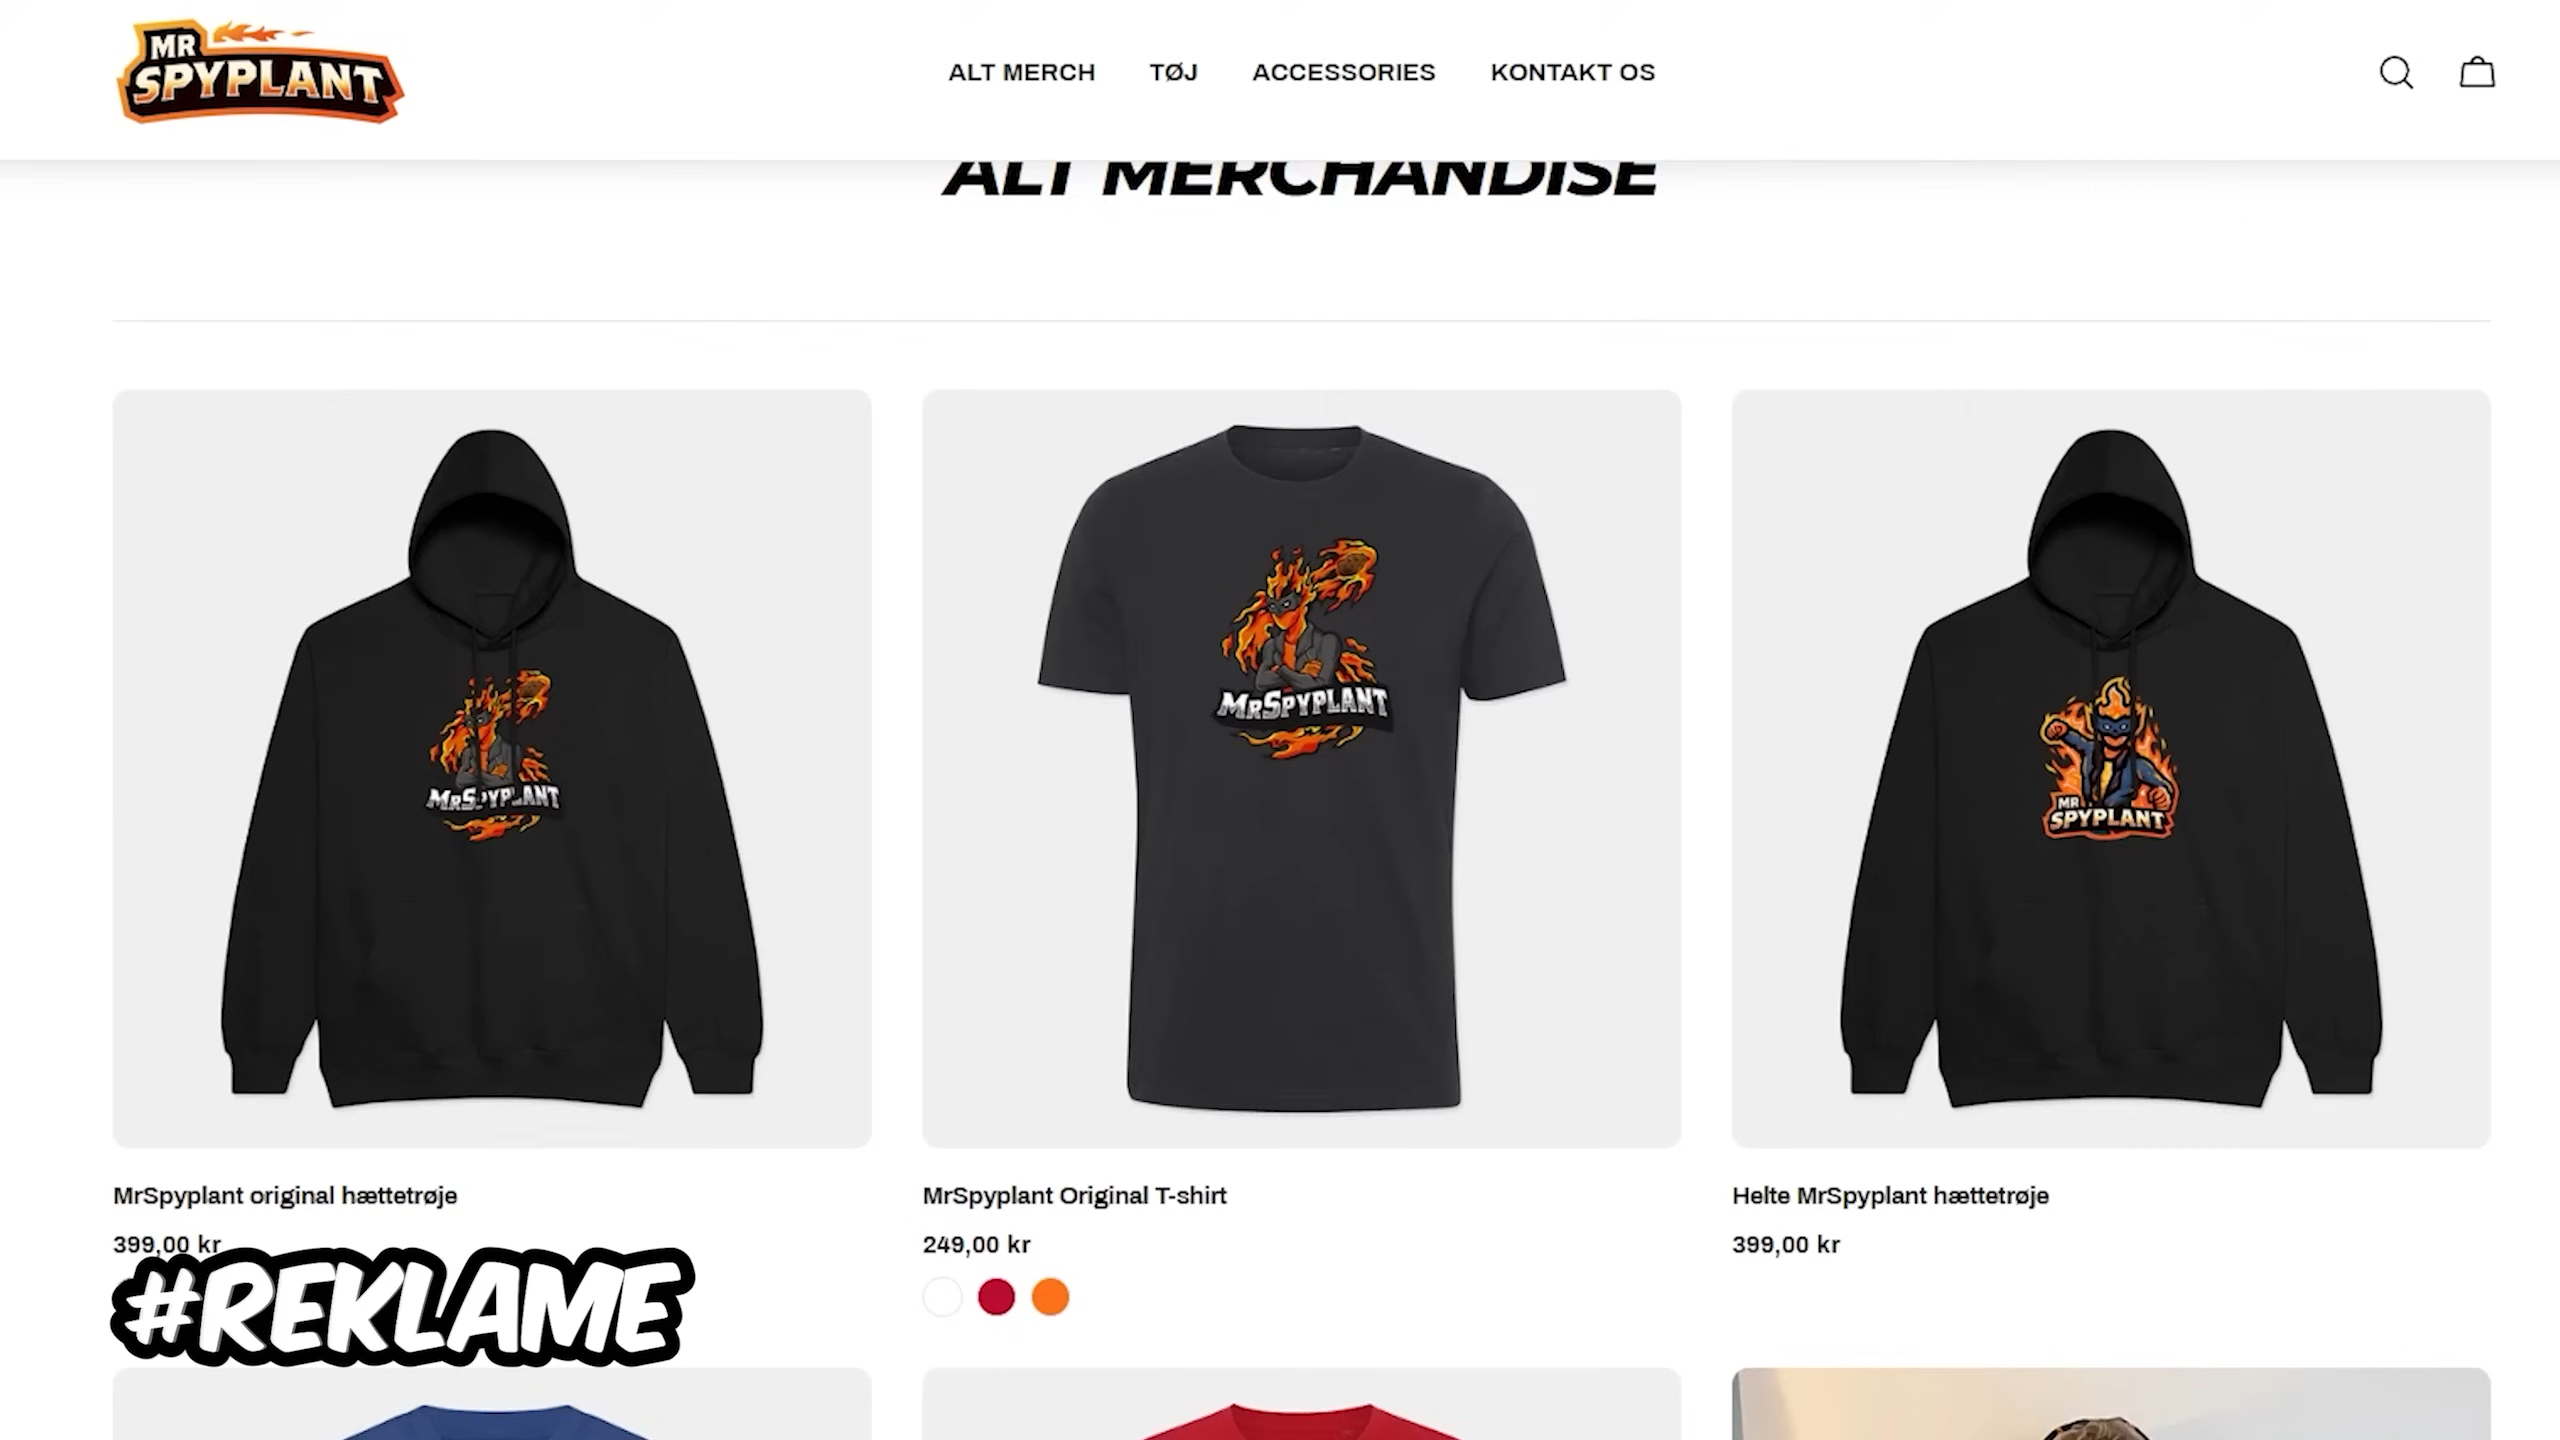 MR
SPYPLANT
ALT MERCH
TØJ
ACCESSORIES
KONTAKT OS
ALT MERCHANDISE
MRSPYPLANT
MRSPYPLANT
MR
SPYPLANT
MrSpyplant original hættetrøje
399,00 kr
MrSpyplant Original T-shirt
249,00 kr
Helte MrSpyplant hættetrøje
399,00 kr
#REKLAME